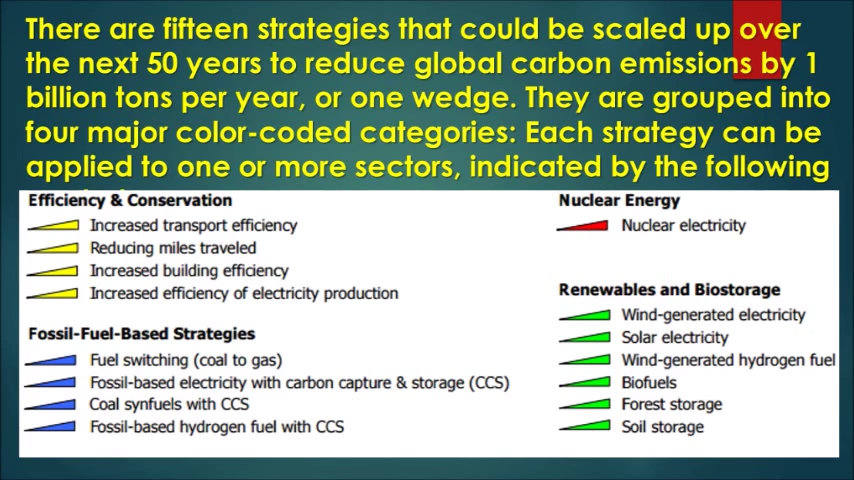 There are fifteen strategies that could be scaled up over
the next 50 years to reduce global carbon emissions by 1
billion tons per year, or one wedge. They are grouped into
four major color-coded categories: Each strategy can be
applied to one or more sectors, indicated by the following
Efficiency & Conservation
Increased transport efficiency
Reducing miles traveled
Increased building efficiency
Increased efficiency of electricity production
Fossil-Fuel-Based Strategies
Fuel switching (coal to gas)
Fossil-based electricity with carbon capture & storage (CCS)
Coal synfuels with CCS
Fossil-based hydrogen fuel with CCS
Nuclear Energy
Nuclear electricity
Renewables and Biostorage
Wind-generated electricity
Solar electricity
Wind-generated hydrogen fuel
Biofuels
Forest storage
Soil storage